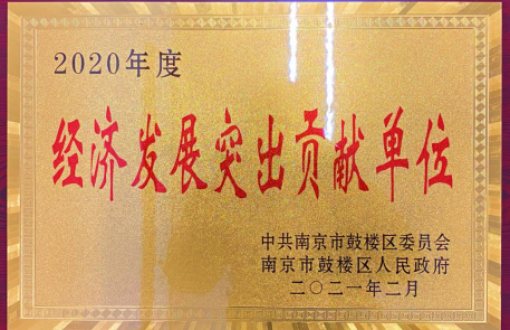 2020年度
经济发展突出贡献单位
中共南京市鼓楼区委员会
南京市鼓楼区人民政府
二〇二一年二月